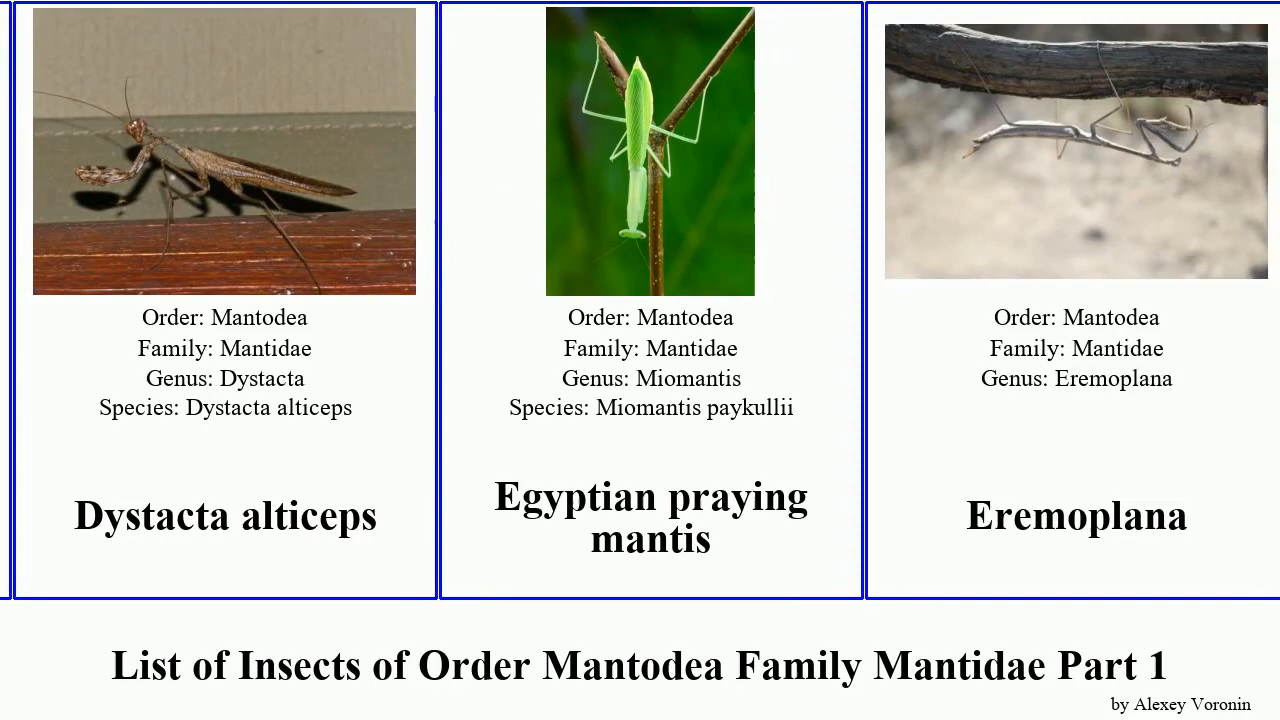 Order: Mantodea
Family: Mantidae
Genus: Dystacta
Species: Dystacta alticeps
Dystacta alticeps
Order: Mantodea
Family: Mantidae
Genus: Miomantis
Species: Miomantis paykullii
Egyptian praying
mantis
Order: Mantodea
Family: Mantidae
Genus: Eremoplana
Eremoplana
List of Insects of Order Mantodea Family Mantidae Part 1
by Alexey Voronin